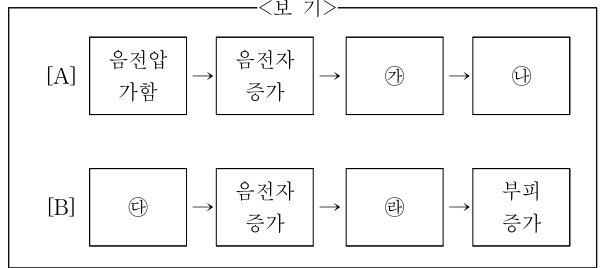 <보 기>
[A] 음전압 가함 → 음전자 증가 → ㉮ → ㉯
[B] ㉰ → 음전자 증가 → ㉱ → 부피 증가